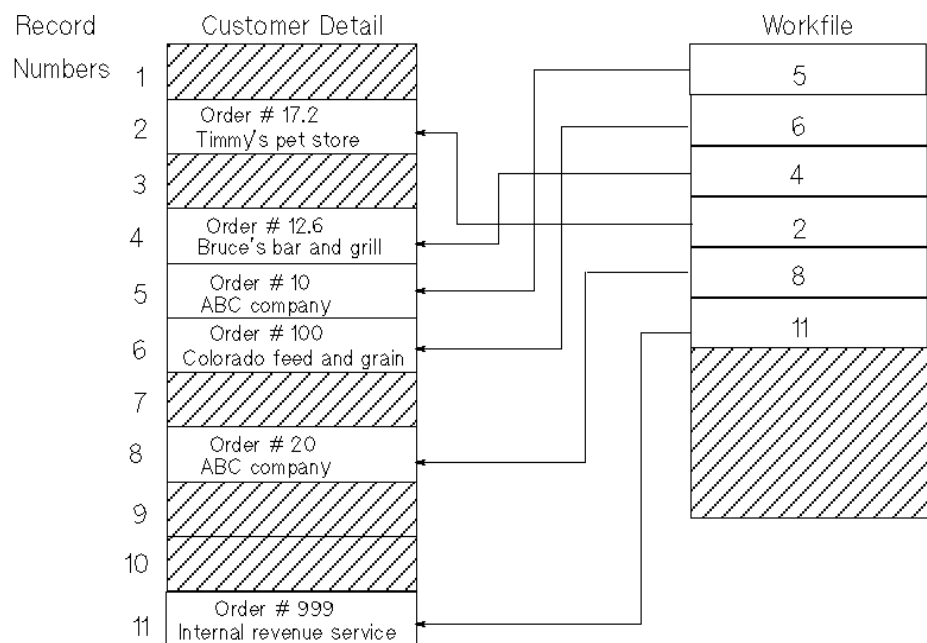 Record Customer Detail Workfile
Numbers
1
2 Order # 17.2
Timmy's pet store
3
4 Order # 12.6
Bruce's bar and grill
5 Order # 10
ABC company
6 Order # 100
Colorado feed and grain
7
8 Order # 20
ABC company
9
10
11 Order # 999
Internal revenue service
5
6
4
2
8
11